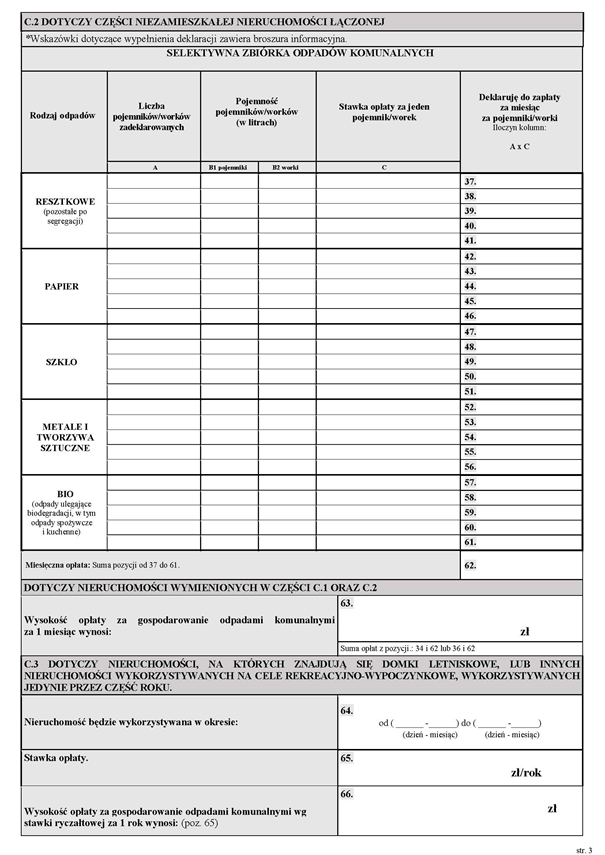 C.2 DOTYCZY CZĘŚCI NIEZAMIESZKAŁEJ NIERUCHOMOŚCI ŁĄCZONEJ
*Wskazówki dotyczące wypełnienia deklaracji zawiera broszura informacyjna.
SELEKTYWNA ZBIÓRKA ODPADÓW KOMUNALNYCH
Rodzaj odpadów
Liczba
pojemników/worków
zadeklarowanych
Pojemność
pojemników/worków
(w litrach)
Stawka opłaty za jeden
pojemnik/worek
Deklaruję do zapłaty
za miesiąc
za pojemniki/worki
Iloczyn kolumn:
A x C
A
B1 pojemniki
B2 worki
C
RESZTKOWE
(pozostałe po
segregacji)
37.
38.
39.
40.
41.
PAPIER
42.
43.
44.
45.
46.
SZKŁO
47.
48.
49.
50.
51.
METALE I
TWORZYWA
SZTUCZNE
52.
53.
54.
55.
56.
BIO
(odpady ulegające
biodegradacji, w tym
odpady spożywcze
i kuchenne)
57.
58.
59.
60.
61.
Miesięczna opłata: Suma pozycji od 37 do 61.
62.
DOTYCZY NIERUCHOMOŚCI WYMIENIONYCH W CZĘŚCI C.1 ORAZ C.2
Wysokość opłaty za gospodarowanie odpadami komunalnymi
za 1 miesiąc wynosi:
63.
zł
Suma opłat z pozycji.: 34 i 62 lub 36 i 62
C.3 DOTYCZY NIERUCHOMOŚCI, NA KTÓRYCH ZNAJDUJĄ SIĘ DOMKI LETNISKOWE, LUB INNYCH
NIERUCHOMOŚCI WYKORZYSTYWANYCH NA CELE REKREACYJNO-WYPOCZYNKOWE, WYKORZYSTYWANYCH
JEDYNIE PRZEZ CZĘŚĆ ROKU.
Nieruchomość będzie wykorzystywana w okresie:
64.
od ( ______ -______) do ( ______ -______)
(dzień - miesiąc) (dzień - miesiąc)
Stawka opłaty.
65.
zł/rok
66.
zł
Wysokość opłaty za gospodarowanie odpadami komunalnymi wg
stawki ryczałtowej za 1 rok wynosi: (poz. 65)
str. 3